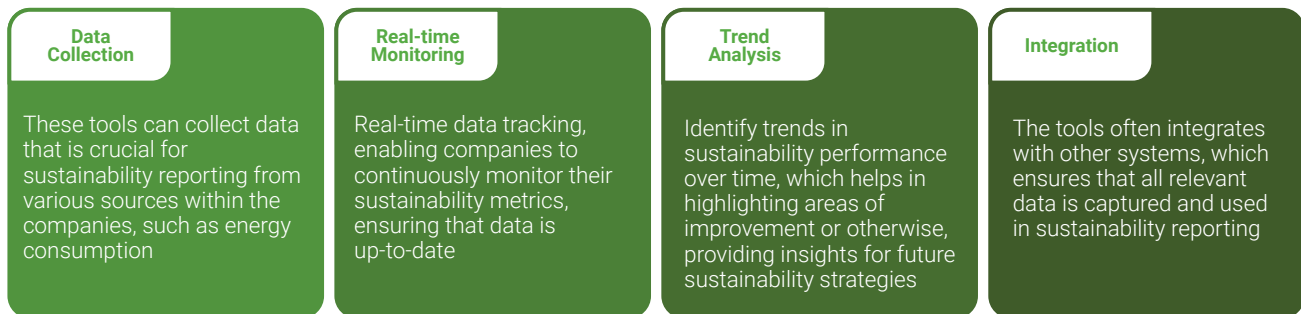 Data
Collection
These tools can collect data
that is crucial for
sustainability reporting from
various sources within the
companies, such as energy
consumption
Real-time
Monitoring
Real-time data tracking,
enabling companies to
continuously monitor their
sustainability metrics,
ensuring that data is
up-to-date
Trend
Analysis
Identify trends in
sustainability performance
over time, which helps in
highlighting areas of
improvement or otherwise,
providing insights for future
sustainability strategies
Integration
The tools often integrates
with other systems, which
ensures that all relevant
data is captured and used
in sustainability reporting